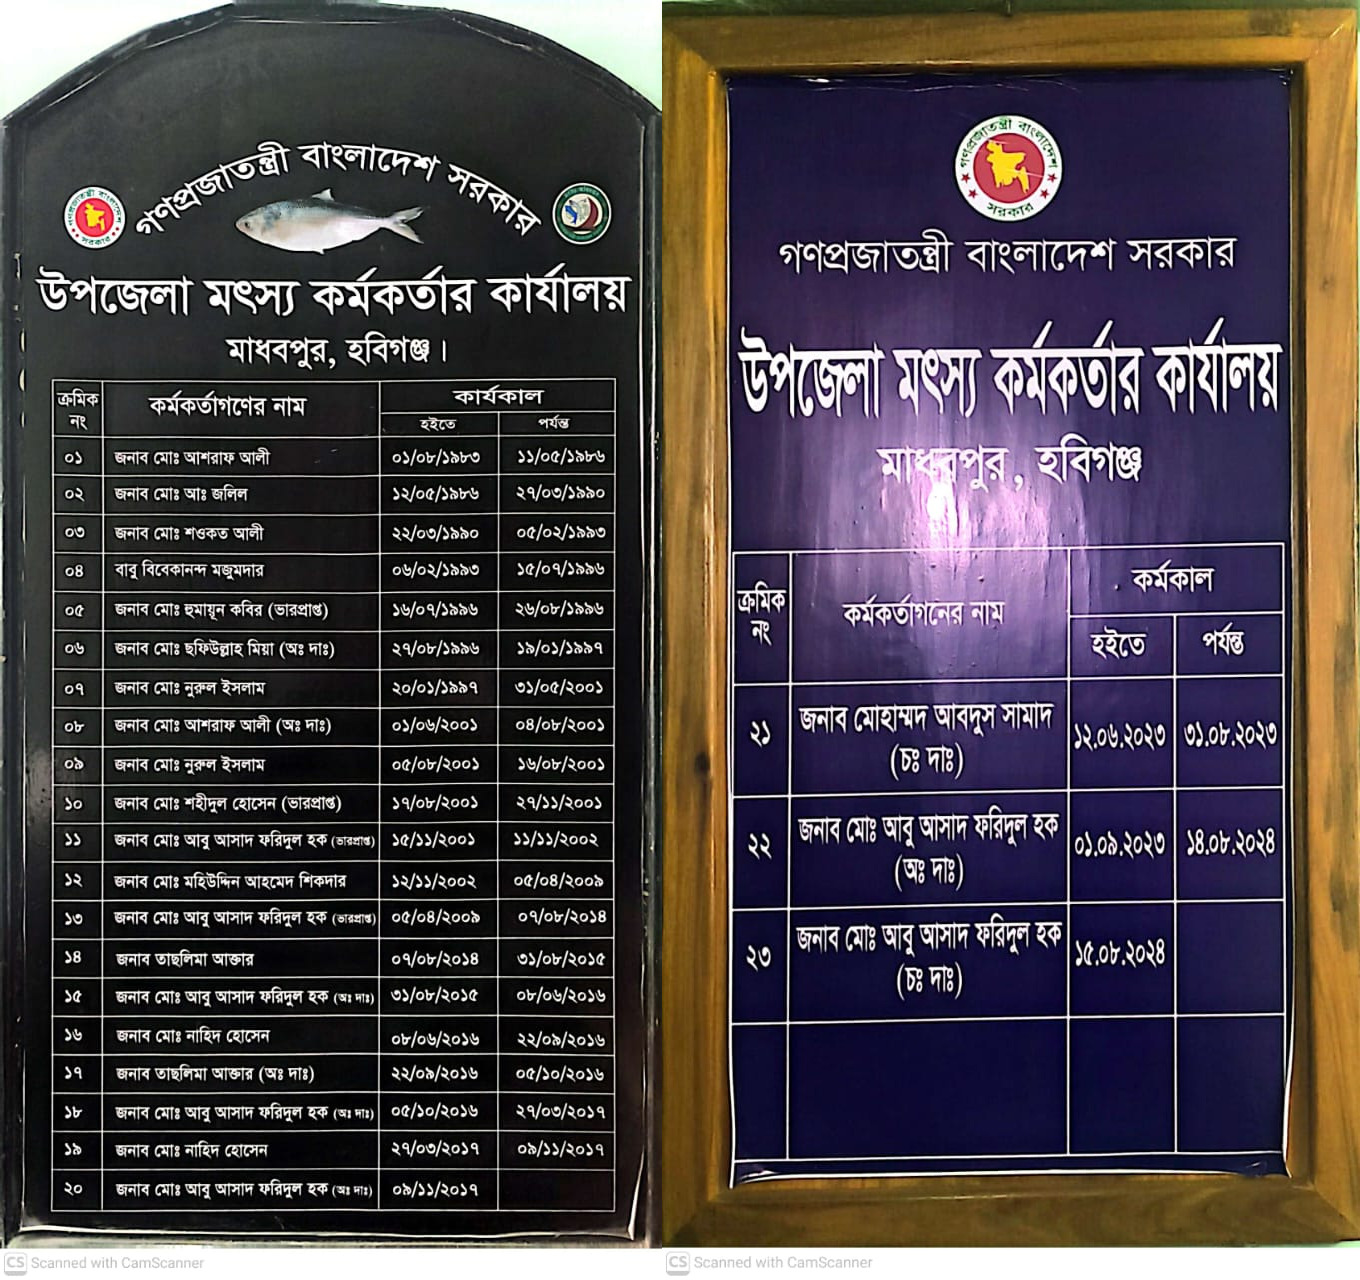 গণপ্রজাতন্ত্রী বাংলাদেশ সরকার
উপজেলা মৎস্য কর্মকর্তার কার্যালয়
মাধবপুর, হবিগঞ্জ।
ক্রমিক নং কর্মকর্তাগণের নাম কার্যকাল
হইতে পর্যন্ত
০১ জনাব মোঃ আশরাফ আলী ০১/০৮/১৯৮৩ ১১/০৫/১৯৮৬
০২ জনাব মোঃ আঃ জলিল ১২/০৫/১৯৮৬ ২৭/০৩/১৯৯০
০৩ জনাব মোঃ শওকত আলী ২২/০৩/১৯৯০ ০৫/০২/১৯৯৩
০৪ বাবু বিবেকানন্দ মজুমদার ০৬/০২/১৯৯৩ ১৫/০৭/১৯৯৬
০৫ জনাব মোঃ হুমায়ূন কবির (ভারপ্রাপ্ত) ১৬/০৭/১৯৯৬ ২৬/০৮/১৯৯৬
০৬ জনাব মোঃ ছফিউল্লাহ মিয়া (অঃ দাঃ) ২৭/০৮/১৯৯৬ ১৯/০১/১৯৯৭
০৭ জনাব মোঃ নুরুল ইসলাম ২০/০১/১৯৯৭ ৩১/০৫/২০০১
০৮ জনাব মোঃ আশরাফ আলী (অঃ দাঃ) ০১/০৬/২০০১ ০৪/০৮/২০০১
০৯ জনাব মোঃ নুরুল ইসলাম ০৫/০৮/২০০১ ১৬/০৮/২০০১
১০ জনাব মোঃ শহীদুল হোসেন (ভারপ্রাপ্ত) ১৭/০৮/২০০১ ২৭/১১/২০০১
১১ জনাব মোঃ আবু আসাদ ফরিদুল হক (ভারপ্রাপ্ত) ১৫/১১/২০০১ ১১/১১/২০০২
১২ জনাব মোঃ মহিউদ্দিন আহমেদ শিকদার ১২/১১/২০০২ ০৫/০৪/২০০৯
১৩ জনাব মোঃ আবু আসাদ ফরিদুল হক (ভারপ্রাপ্ত) ০৫/০৪/২০০৯ ০৭/০৮/২০১৪
১৪ জনাব তাছলিমা আক্তার ০৭/০৮/২০১৪ ৩১/০৮/২০১৫
১৫ জনাব মোঃ আবু আসাদ ফরিদুল হক (অঃ দাঃ) ৩১/০৮/২০১৫ ০৮/০৬/২০১৬
১৬ জনাব মোঃ নাহিদ হোসেন ০৮/০৬/২০১৬ ২২/০৯/২০১৬
১৭ জনাব তাছলিমা আক্তার (অঃ দাঃ) ২২/০৯/২০১৬ ০৫/১০/২০১৬
১৮ জনাব মোঃ আবু আসাদ ফরিদুল হক (অঃ দাঃ) ০৫/১০/২০১৬ ২৭/০৩/২০১৭
১৯ জনাব মোঃ নাহিদ হোসেন ২৭/০৩/২০১৭ ০৯/১১/২০১৭
২০ জনাব মোঃ আবু আসাদ ফরিদুল হক (অঃ দাঃ) ০৯/১১/২০১৭
CS Scanned with CamScanner
গণপ্রজাতন্ত্রী বাংলাদেশ
সরকার
গণপ্রজাতন্ত্রী বাংলাদেশ সরকার
উপজেলা মৎস্য কর্মকর্তার কার্যালয়
মাধবপুর, হবিগঞ্জ
ক্রমিক নং কর্মকর্তাগনের নাম কর্মকাল
হইতে পর্যন্ত
২১ জনাব মোহাম্মদ আবদুস সামাদ (চঃ দাঃ) ১২.০৬.২০২৩ ৩১.০৮.২০২৩
২২ জনাব মোঃ আবু আসাদ ফরিদুল হক (অঃ দাঃ) ০১.০৯.২০২৩ ১৪.০৮.২০২৪
২৩ জনাব মোঃ আবু আসাদ ফরিদুল হক (চঃ দাঃ) ১৫.০৮.২০২৪
CS Scanned with CamScanner